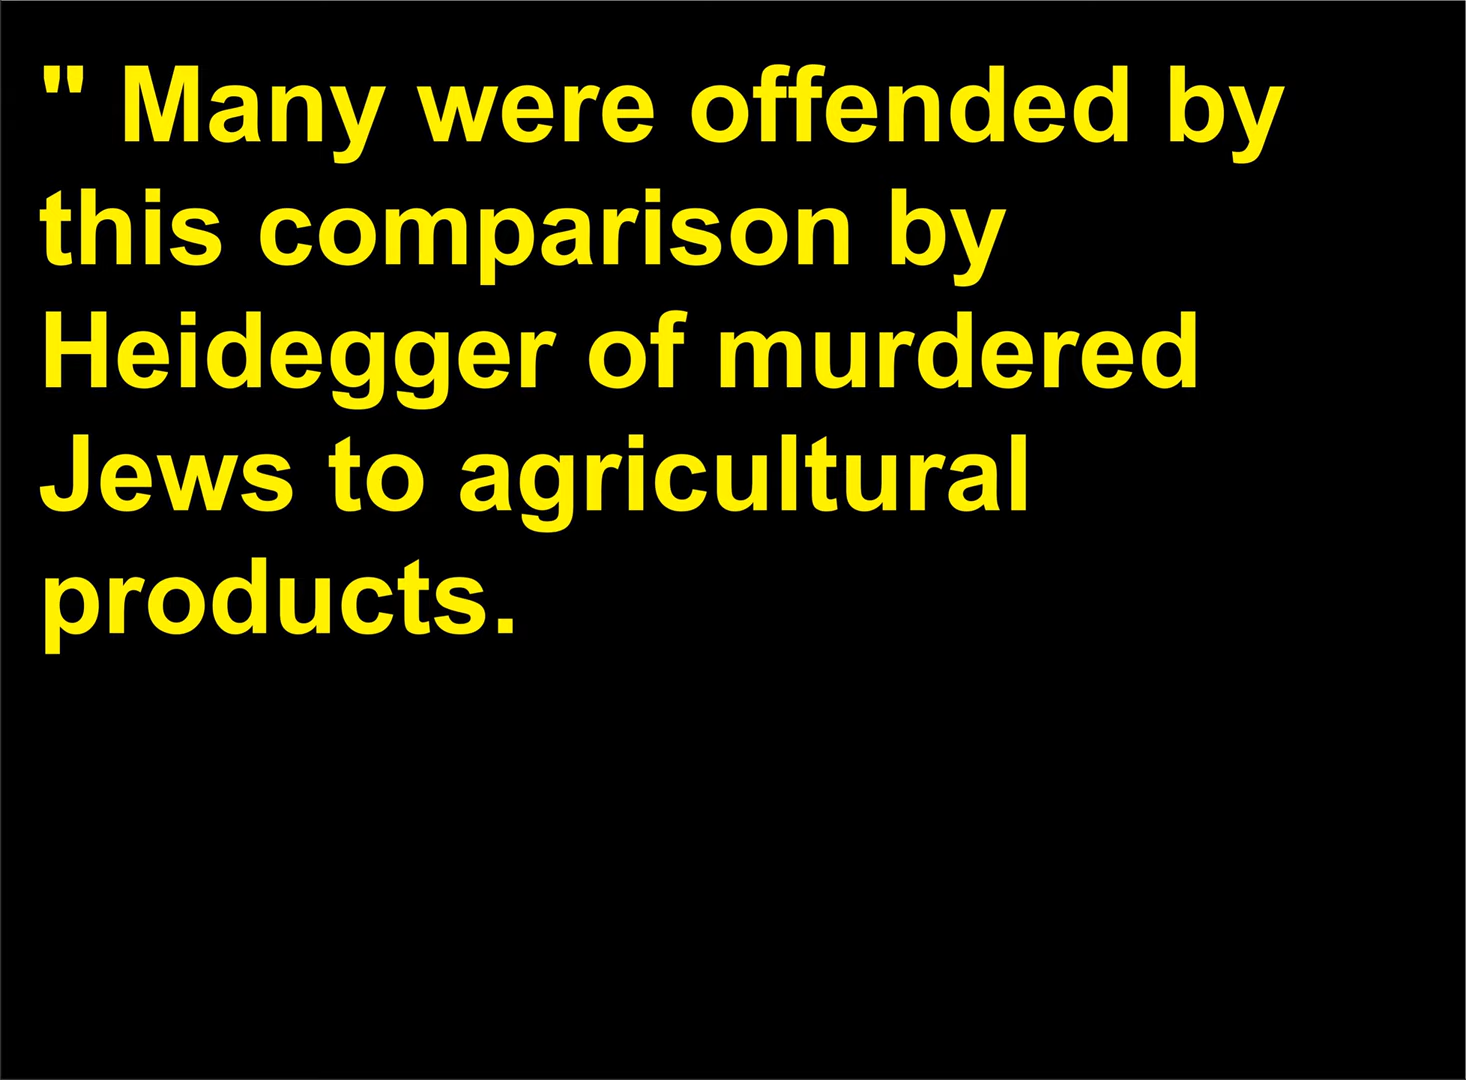 " Many were offended by
this comparison by
Heidegger of murdered
Jews to agricultural
products.